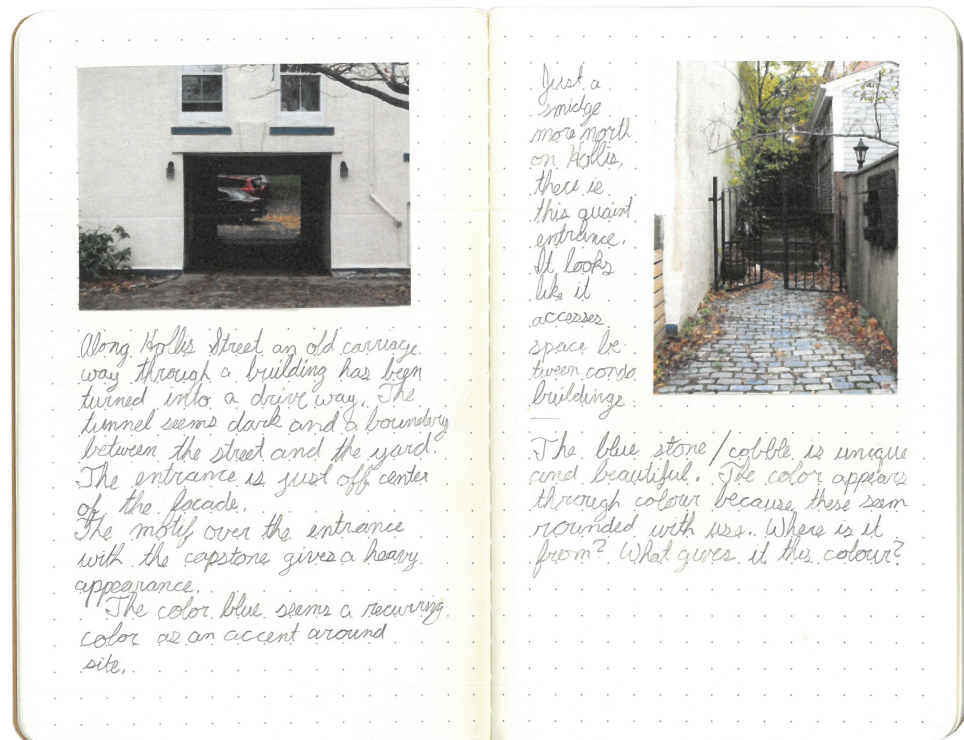 Along Hollis Street an old carriage
way through a building has been
turned into a driveway. The
tunnel seems dark and a boundary
between the street and the yard.
The entrance is just off center
of the facade.
The motif over the entrance
with the capstone gives a heavy
appearance.
The color blue seems a recurring
color as an accent around
site.
Just a
smidge
more north
on Hollis,
there is
this quaint
entrance.
It looks
like it
accesses
space be-
tween condo
buildings.
The blue stone/cobble is unique
and beautiful. The color appears
through colour because these seem
rounded with use. Where is it
from? What gives it this colour?